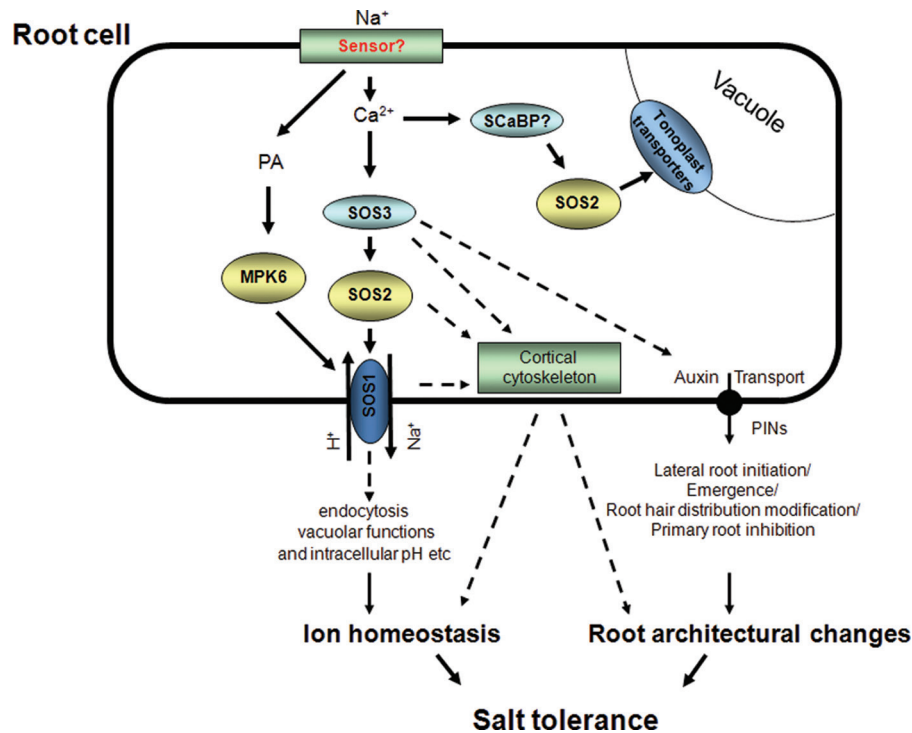 Na⁺
Root cell
Sensor?
Vacuole
Ca²⁺
SCaBP?
Tonoplast
transporters
PA
SOS2
SOS3
MPK6
SOS2
Cortical
cytoskeleton
SOS1
Auxin Transport
H⁺
Na⁺
PINs
Lateral root initiation/
Emergence/
Root hair distribution modification/
Primary root inhibition
endocytosis
vacuolar functions
and intracellular pH etc
Ion homeostasis
Root architectural changes
Salt tolerance